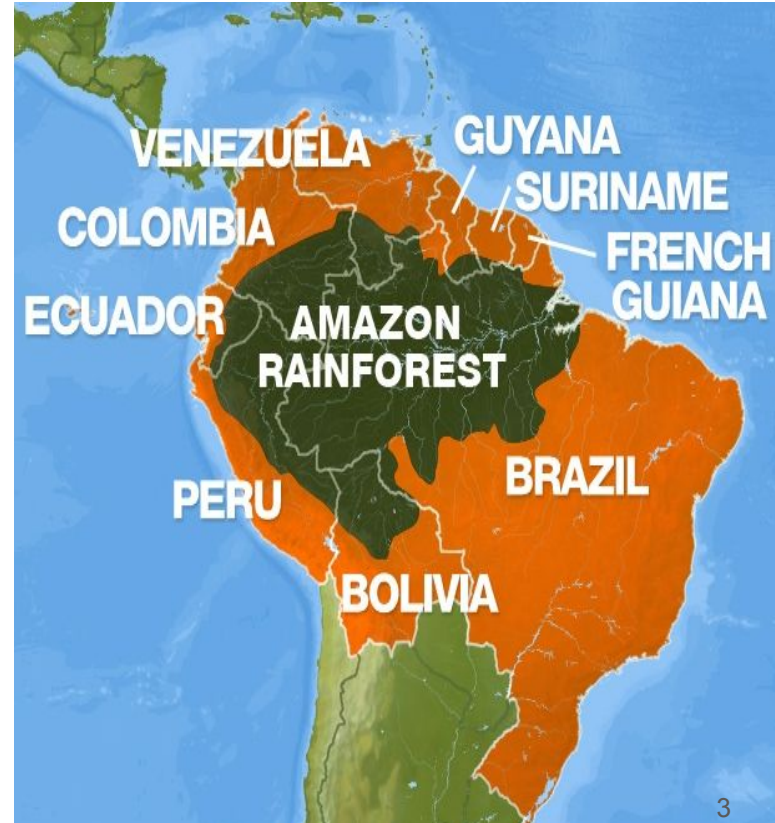 VENEZUELA
GUYANA
SURINAME
COLOMBIA
FRENCH
GUIANA
ECUADOR
AMAZON
RAINFOREST
PERU
BRAZIL
BOLIVIA
3